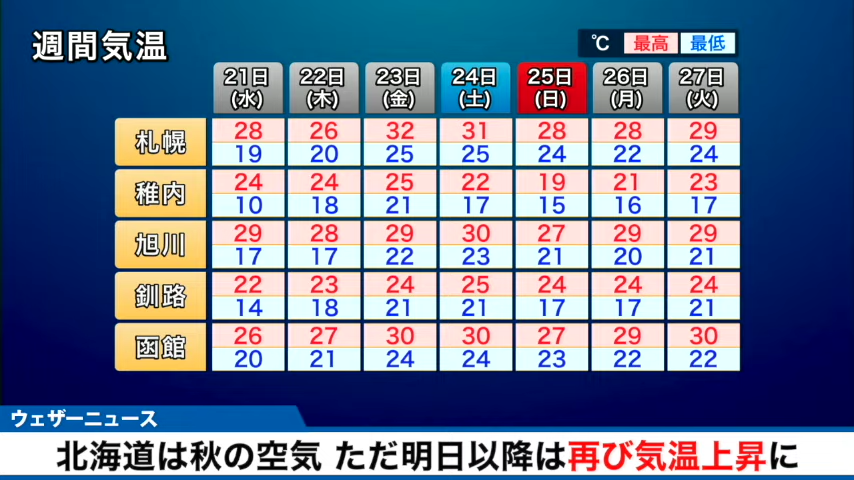 週間気温
℃ 最高 最低
21日 22日 23日 24日 25日 26日 27日
(水) (木) (金) (土) (日) (月) (火)
札幌 28 26 32 31 28 28 29
19 20 25 25 24 22 24
稚内 24 24 25 22 19 21 23
10 18 21 17 15 16 17
旭川 29 28 29 30 27 29 29
17 17 22 23 21 20 21
釧路 22 23 24 25 24 24 24
14 18 21 21 17 17 21
函館 26 27 30 30 27 29 30
20 21 24 24 23 22 22
ウェザーニュース
北海道は秋の空気 ただ明日以降は再び気温上昇に